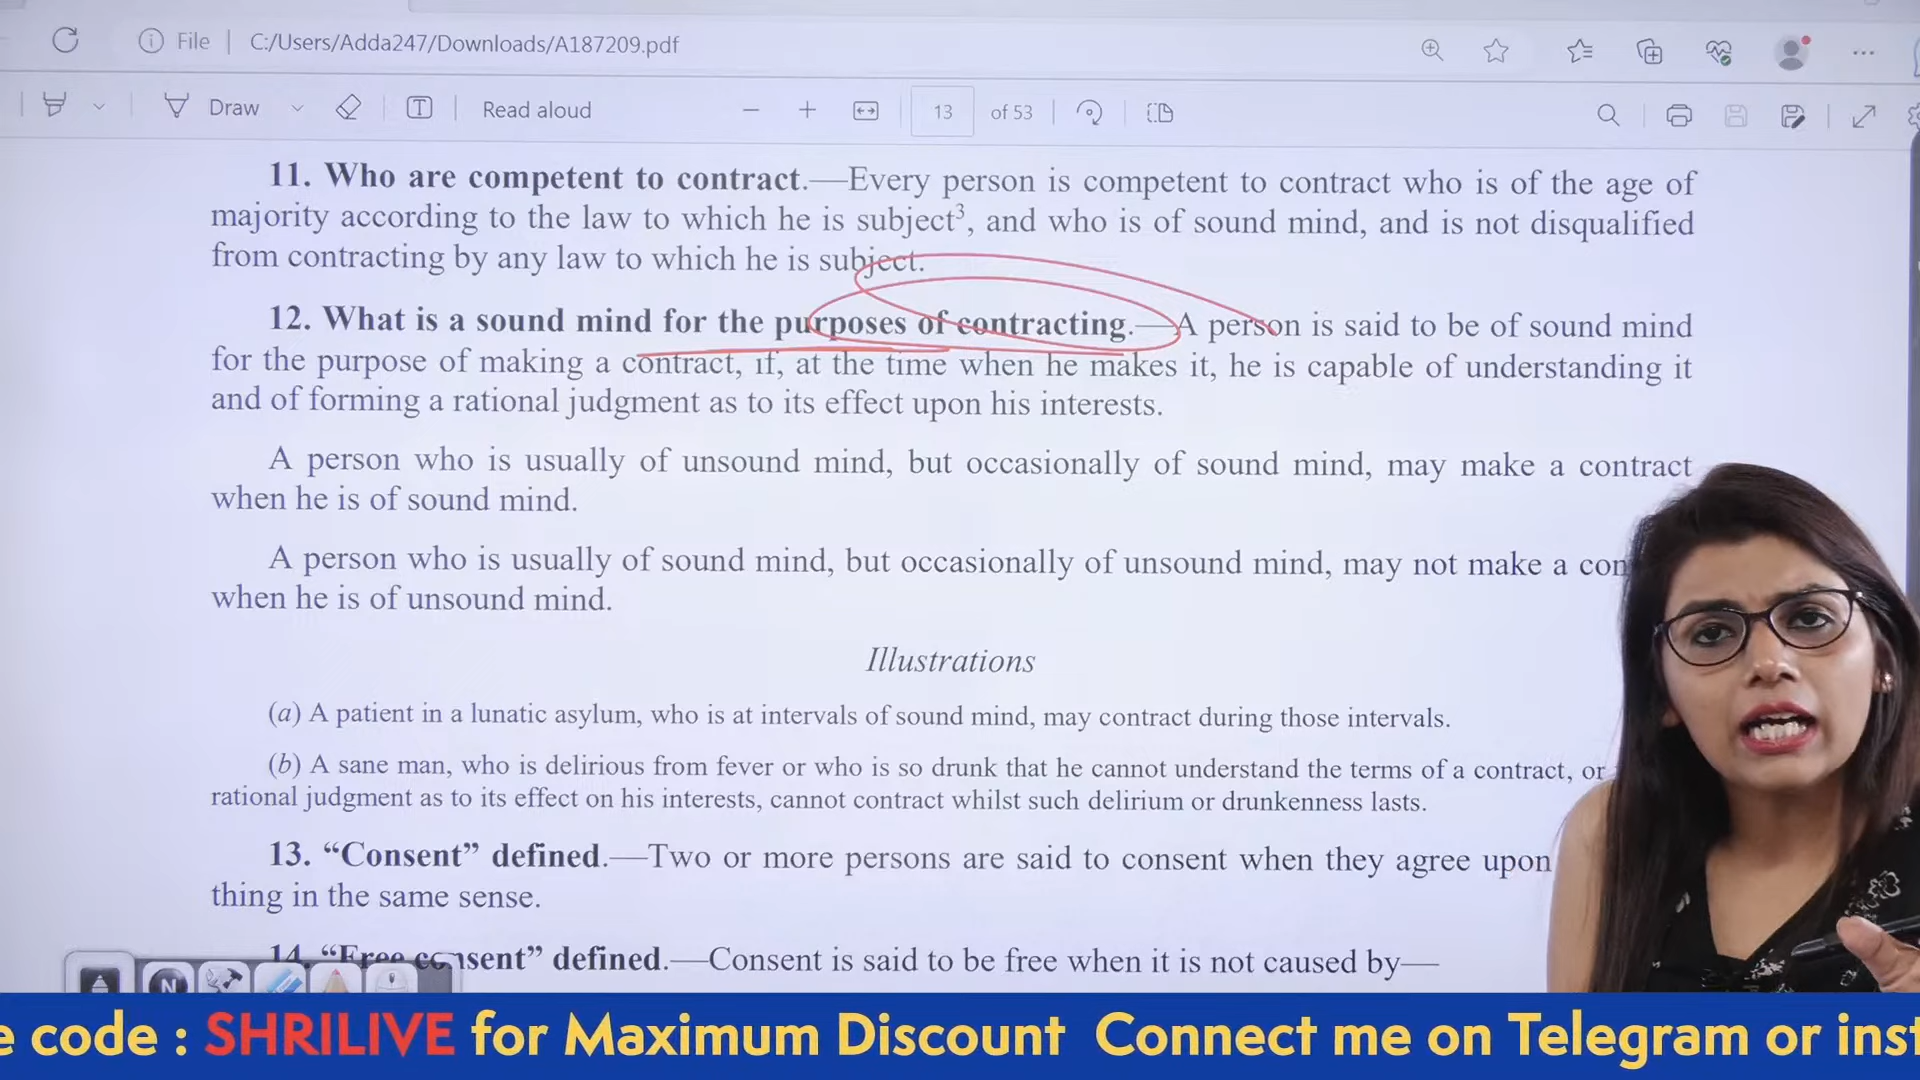 File | C:/Users/Adda247/Downloads/A187209.pdf
Draw Read aloud 13 of 53
11. Who are competent to contract.—Every person is competent to contract who is of the age of
majority according to the law to which he is subject3, and who is of sound mind, and is not disqualified
from contracting by any law to which he is subject.
12. What is a sound mind for the purposes of contracting.—A person is said to be of sound mind
for the purpose of making a contract, if, at the time when he makes it, he is capable of understanding it
and of forming a rational judgment as to its effect upon his interests.
A person who is usually of unsound mind, but occasionally of sound mind, may make a contract
when he is of sound mind.
A person who is usually of sound mind, but occasionally of unsound mind, may not make a con
when he is of unsound mind.
Illustrations
(a) A patient in a lunatic asylum, who is at intervals of sound mind, may contract during those intervals.
(b) A sane man, who is delirious from fever or who is so drunk that he cannot understand the terms of a contract, or
rational judgment as to its effect on his interests, cannot contract whilst such delirium or drunkenness lasts.
13. “Consent” defined.—Two or more persons are said to consent when they agree upon
thing in the same sense.
14. “Free consent” defined.—Consent is said to be free when it is not caused by—
N
e code : SHRILIVE for Maximum Discount Connect me on Telegram or inst